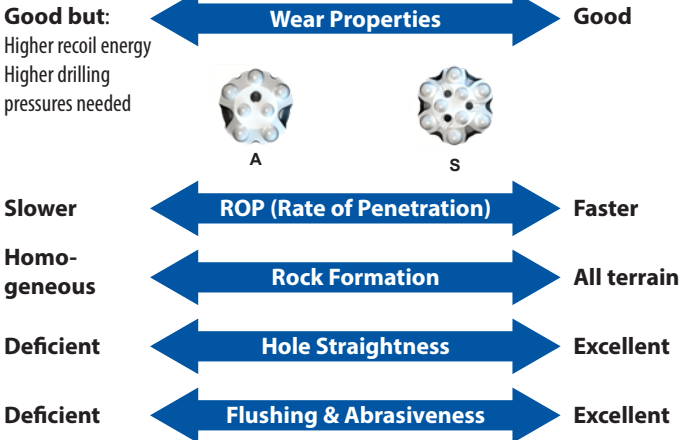 Good but:
Higher recoil energy
Higher drilling
pressures needed
Wear Properties
Good
A
S
Slower
ROP (Rate of Penetration)
Faster
Homo-
geneous
Rock Formation
All terrain
Deficient
Hole Straightness
Excellent
Deficient
Flushing & Abrasiveness
Excellent